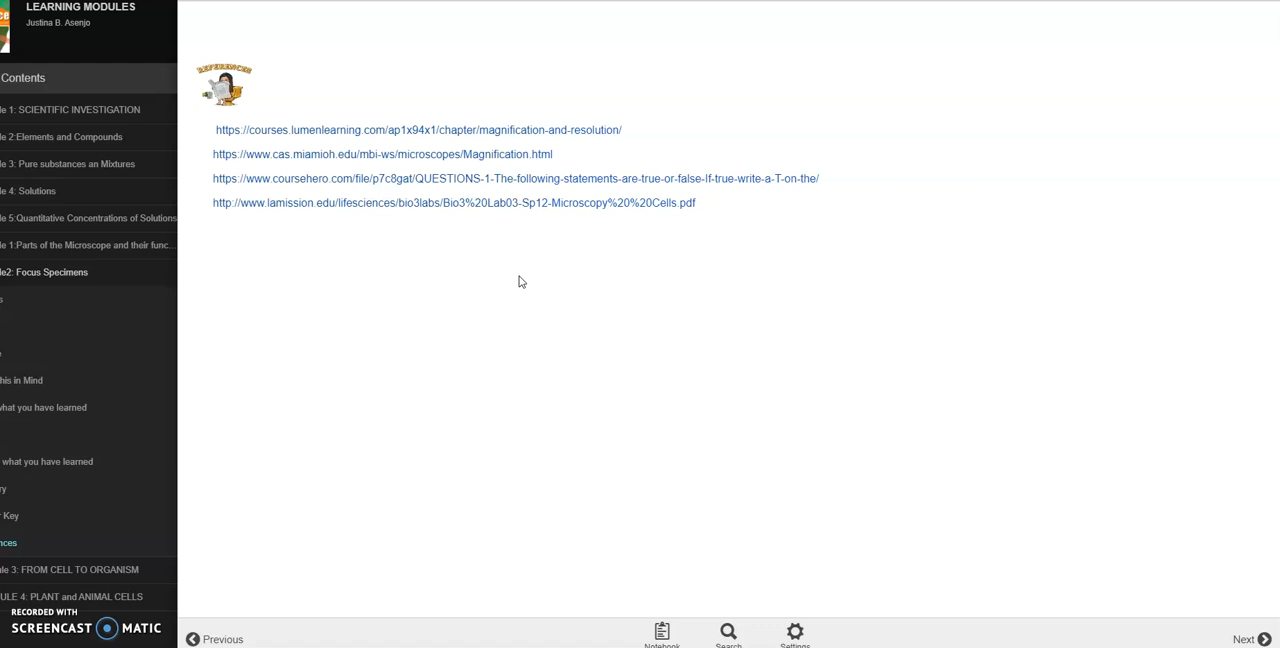 LEARNING MODULES
Justina B. Asenjo
Contents
le 1: SCIENTIFIC INVESTIGATION
le 2:Elements and Compounds
le 3: Pure substances an Mixtures
le 4: Solutions
le 5:Quantitative Concentrations of Solutions
le 1:Parts of the Microscope and their func...
le2: Focus Specimens
s
e
his in Mind
what you have learned
what you have learned
ry
r Key
nces
ule 3: FROM CELL TO ORGANISM
ULE 4: PLANT and ANIMAL CELLS
RECORDED WITH
SCREENCAST MATIC
REFERENCES
https://courses.lumenlearning.com/ap1x94x1/chapter/magnification-and-resolution/
https://www.cas.miamioh.edu/mbi-ws/microscopes/Magnification.html
https://www.coursehero.com/file/p7c8gat/QUESTIONS-1-The-following-statements-are-true-or-false-If-true-write-a-T-on-the/
http://www.lamission.edu/lifesciences/bio3labs/Bio3%20Lab03-Sp12-Microscopy%20%20Cells.pdf
Previous
Notebook
Search
Settings
Next